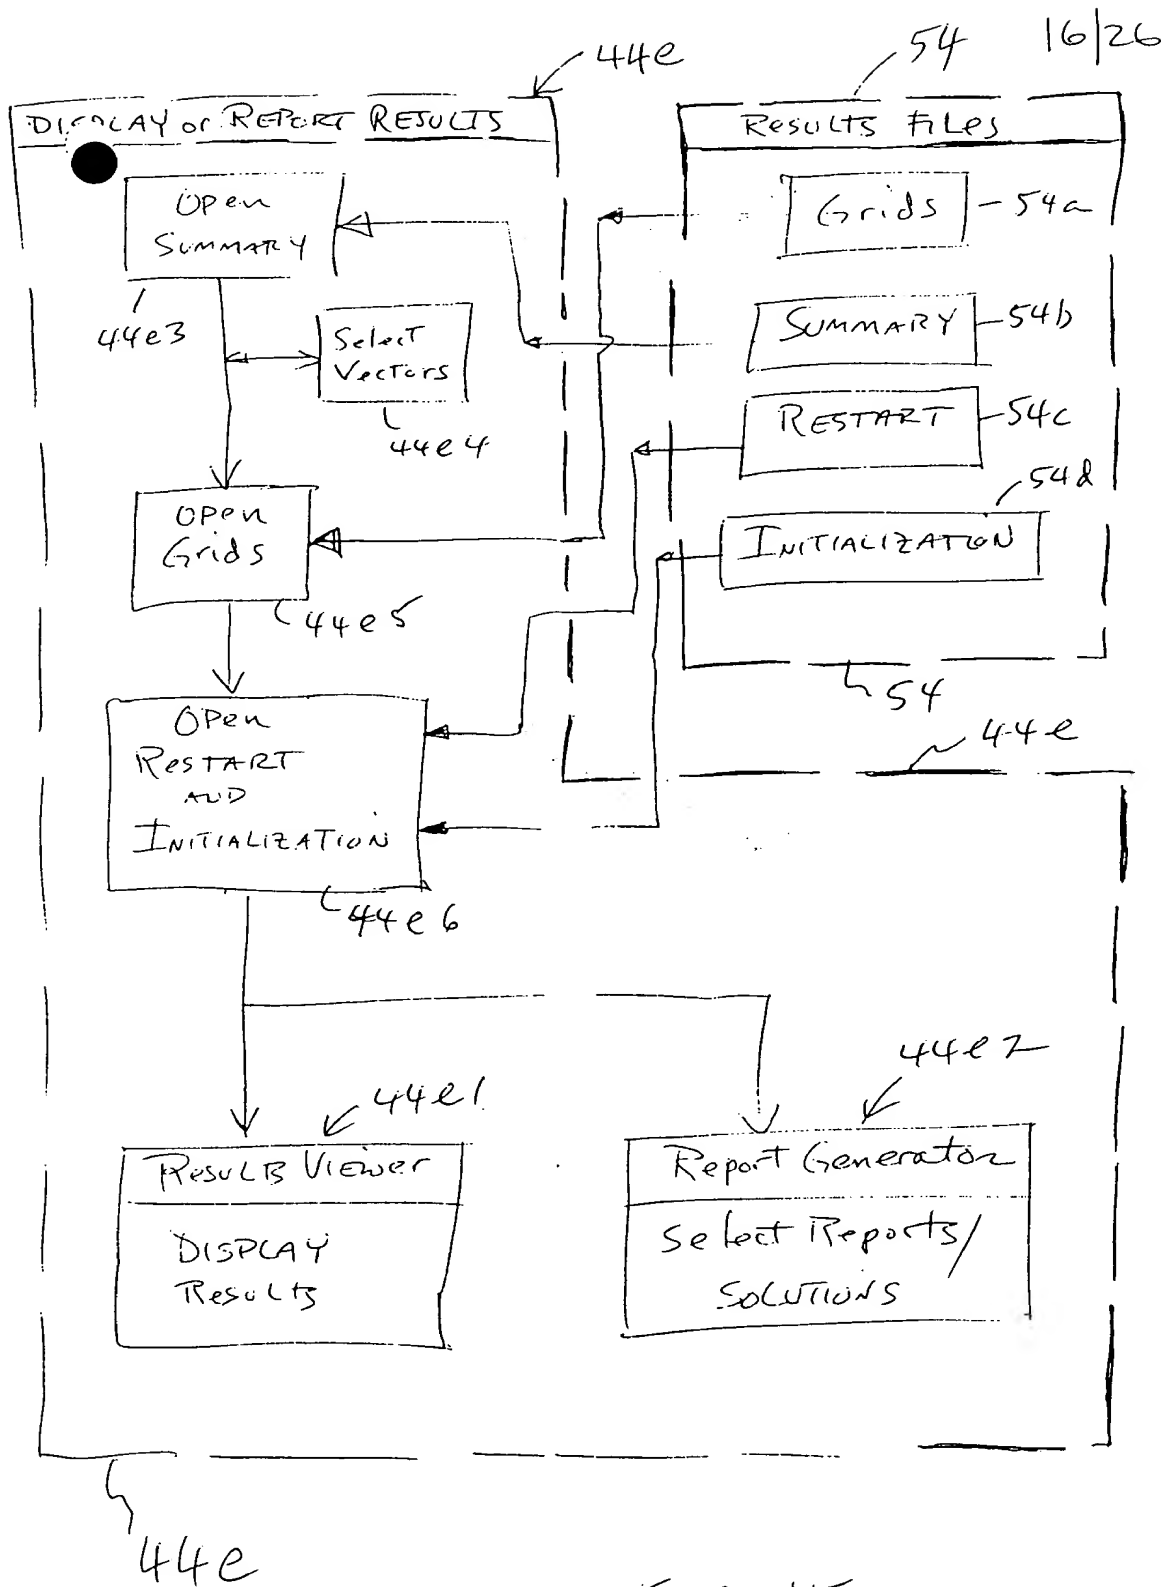 16/26
44e
54
DISPLAY or REPORT RESULTS
RESULTS FILES
Open
SUMMARY
44e3
Select
Vectors
44e4
Grids
54a
SUMMARY
54b
RESTART
54c
54d
INITIALIZATION
54
Open
Grids
44e5
44e
Open
RESTART
AND
INITIALIZATION
44e6
44e1
44e2
RESULTS VIEWER
DISPLAY
RESULTS
Report Generator
Select Reports/
SOLUTIONS
44e